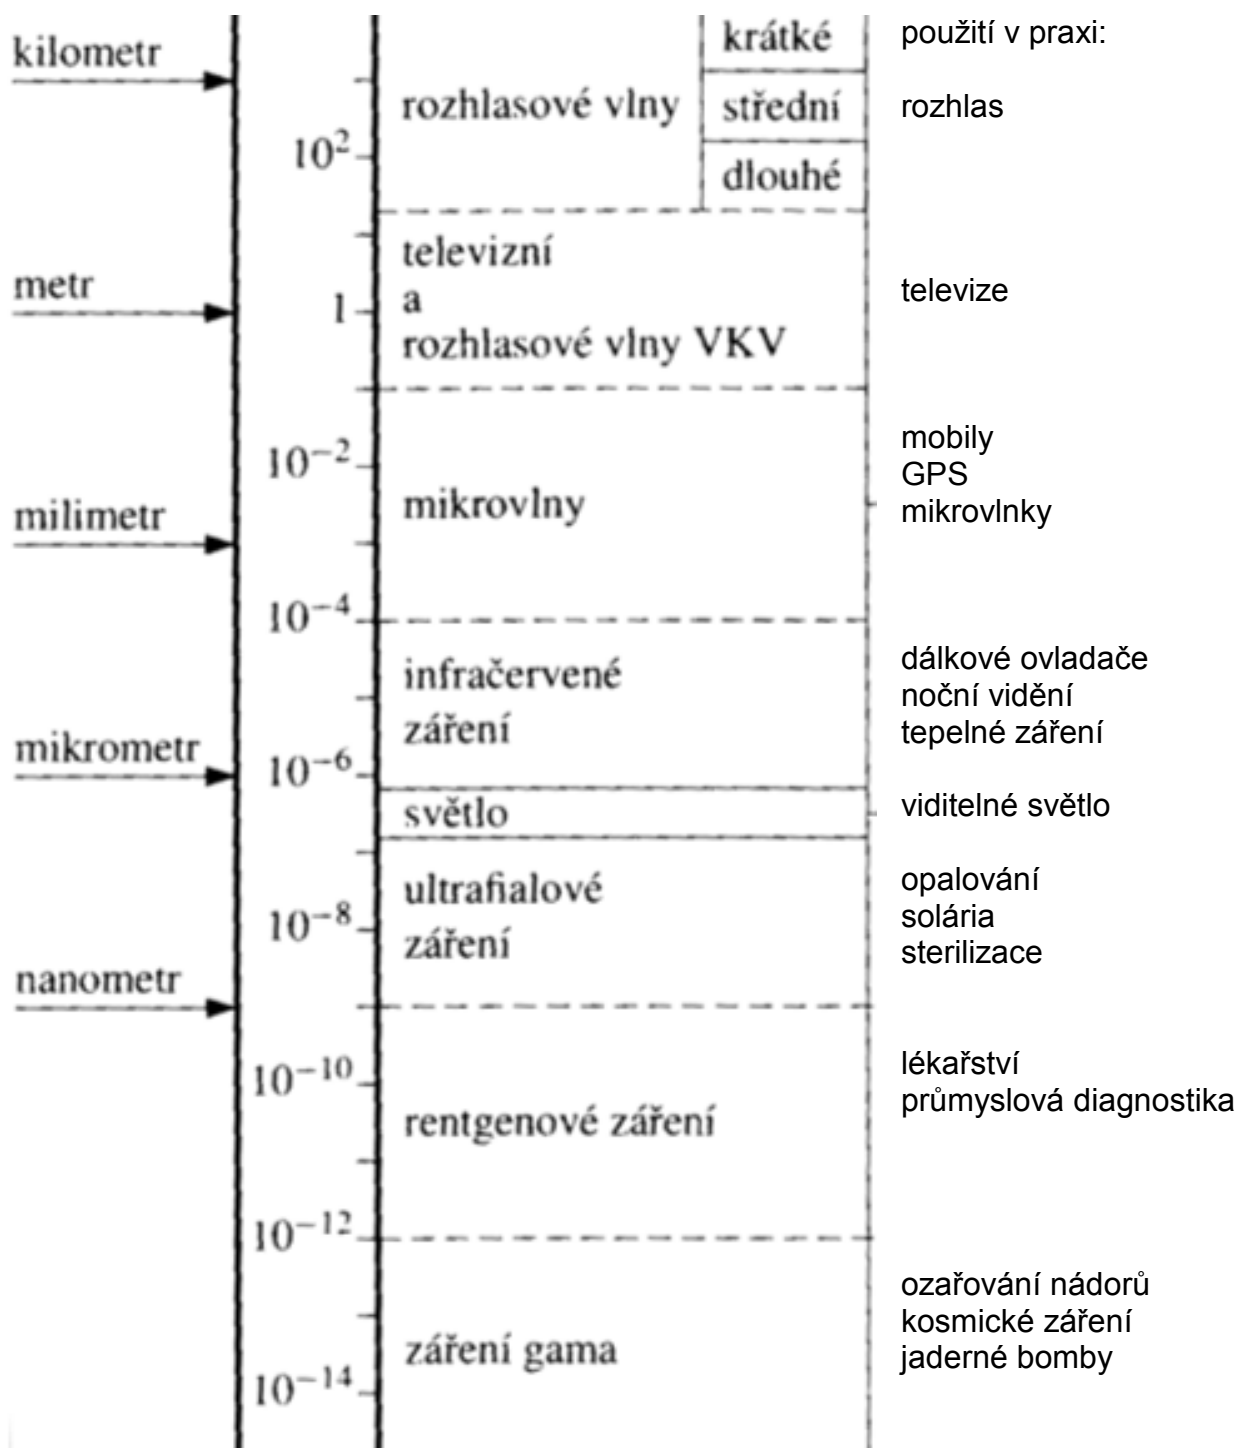 kilometr
metr
milimetr
mikrometr
nanometr
10²
1
10⁻²
10⁻⁴
10⁻⁶
10⁻⁸
10⁻¹⁰
10⁻¹²
10⁻¹⁴
rozhlasové vlny
krátké
střední
dlouhé
televizní
a
rozhlasové vlny VKV
mikrovlny
infračervené
záření
světlo
ultrafialové
záření
rentgenové záření
záření gama
použití v praxi:
rozhlas
televize
mobily
GPS
mikrovlnky
dálkové ovladače
noční vidění
tepelné záření
viditelné světlo
opalování
solária
sterilizace
lékařství
průmyslová diagnostika
ozařování nádorů
kosmické záření
jaderné bomby